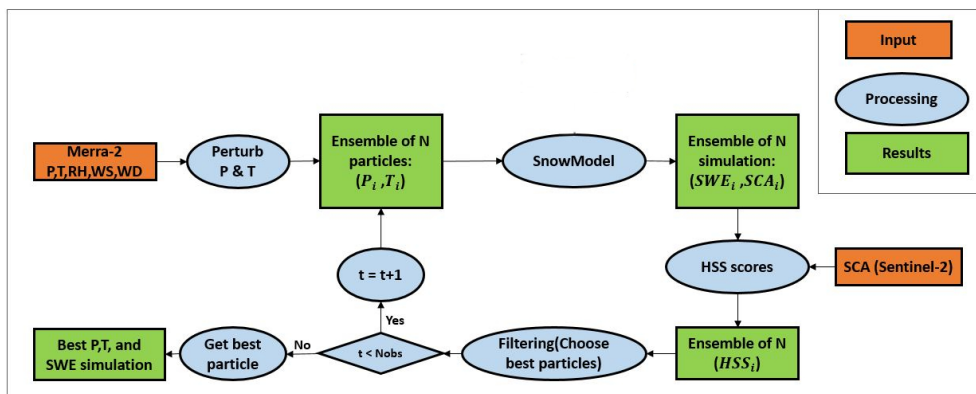 Input
Processing
Results
Merra-2
P,T,RH,WS,WD
Perturb
P & T
Ensemble of N
particles:
(P_i ,T_i)
SnowModel
Ensemble of N
simulation:
(SWE_i ,SCA_i)
HSS scores
SCA (Sentinel-2)
Ensemble of N
(HSS_i)
Filtering(Choose
best particles)
t < Nobs
Yes
t = t+1
No
Get best
particle
Best P,T, and
SWE simulation